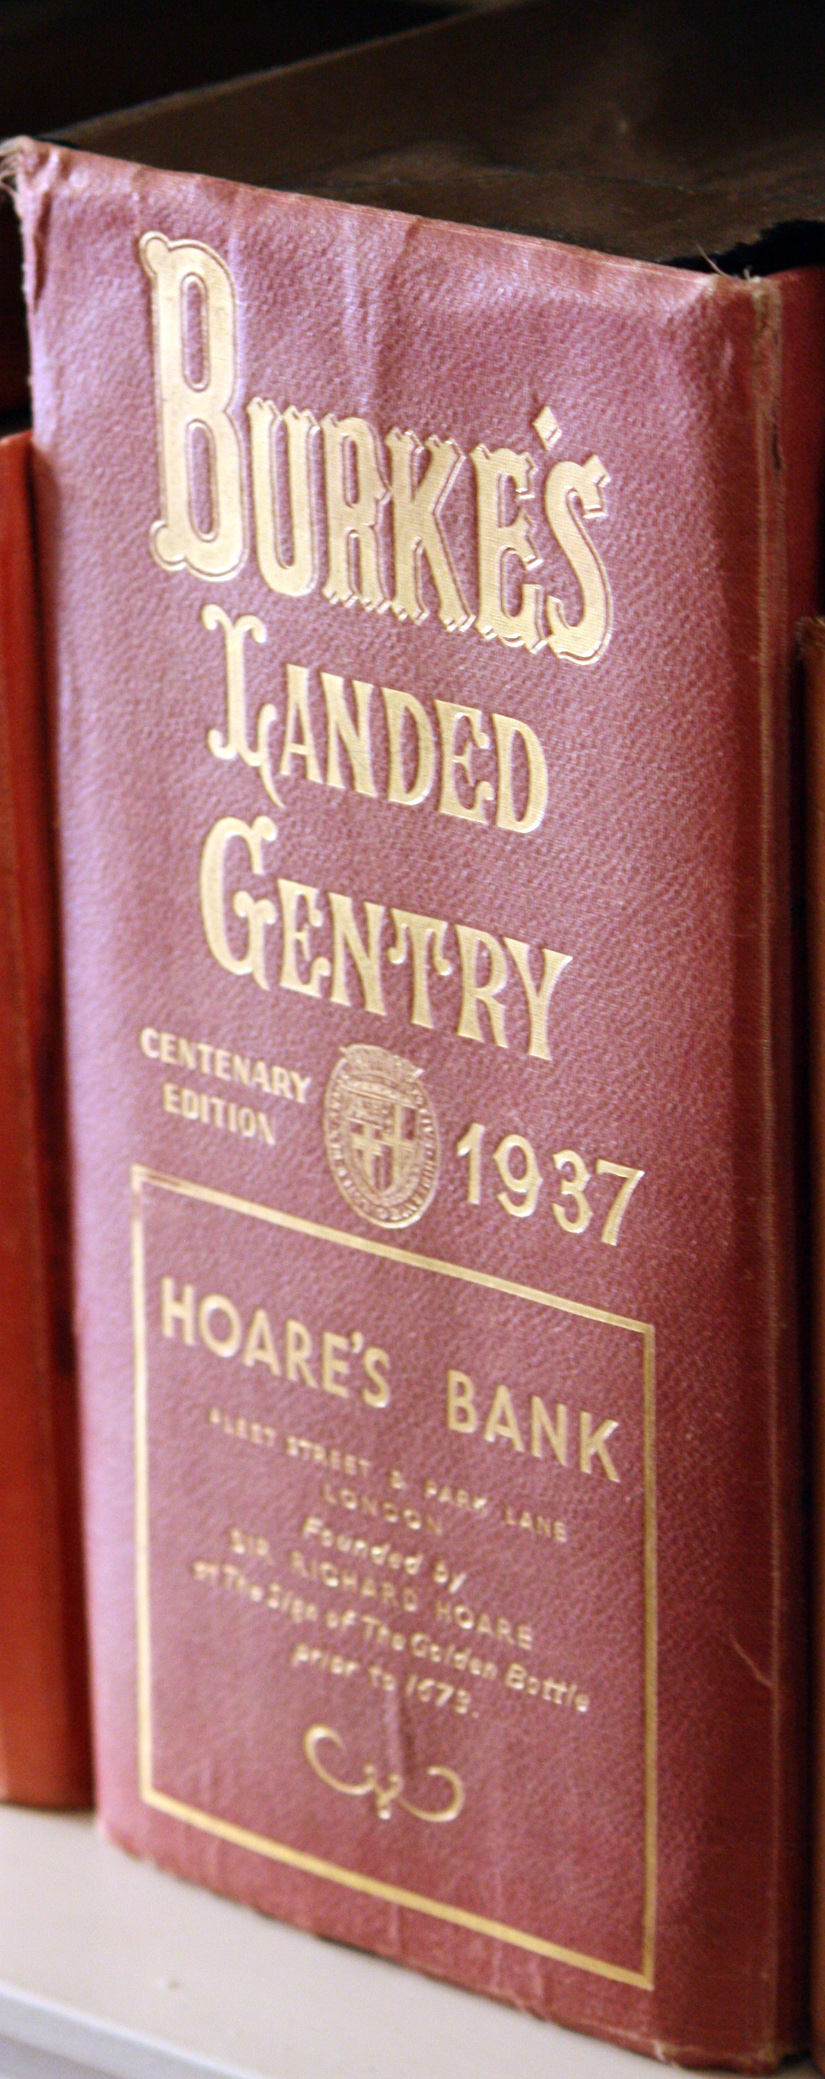 BURKE'S
LANDED
GENTRY
CENTENARY
EDITION
1937
HOARE'S BANK
FLEET STREET & PARK LANE
LONDON
Founded by
SIR RICHARD HOARE
at The Sign of The Golden Bottle
prior to 1673.